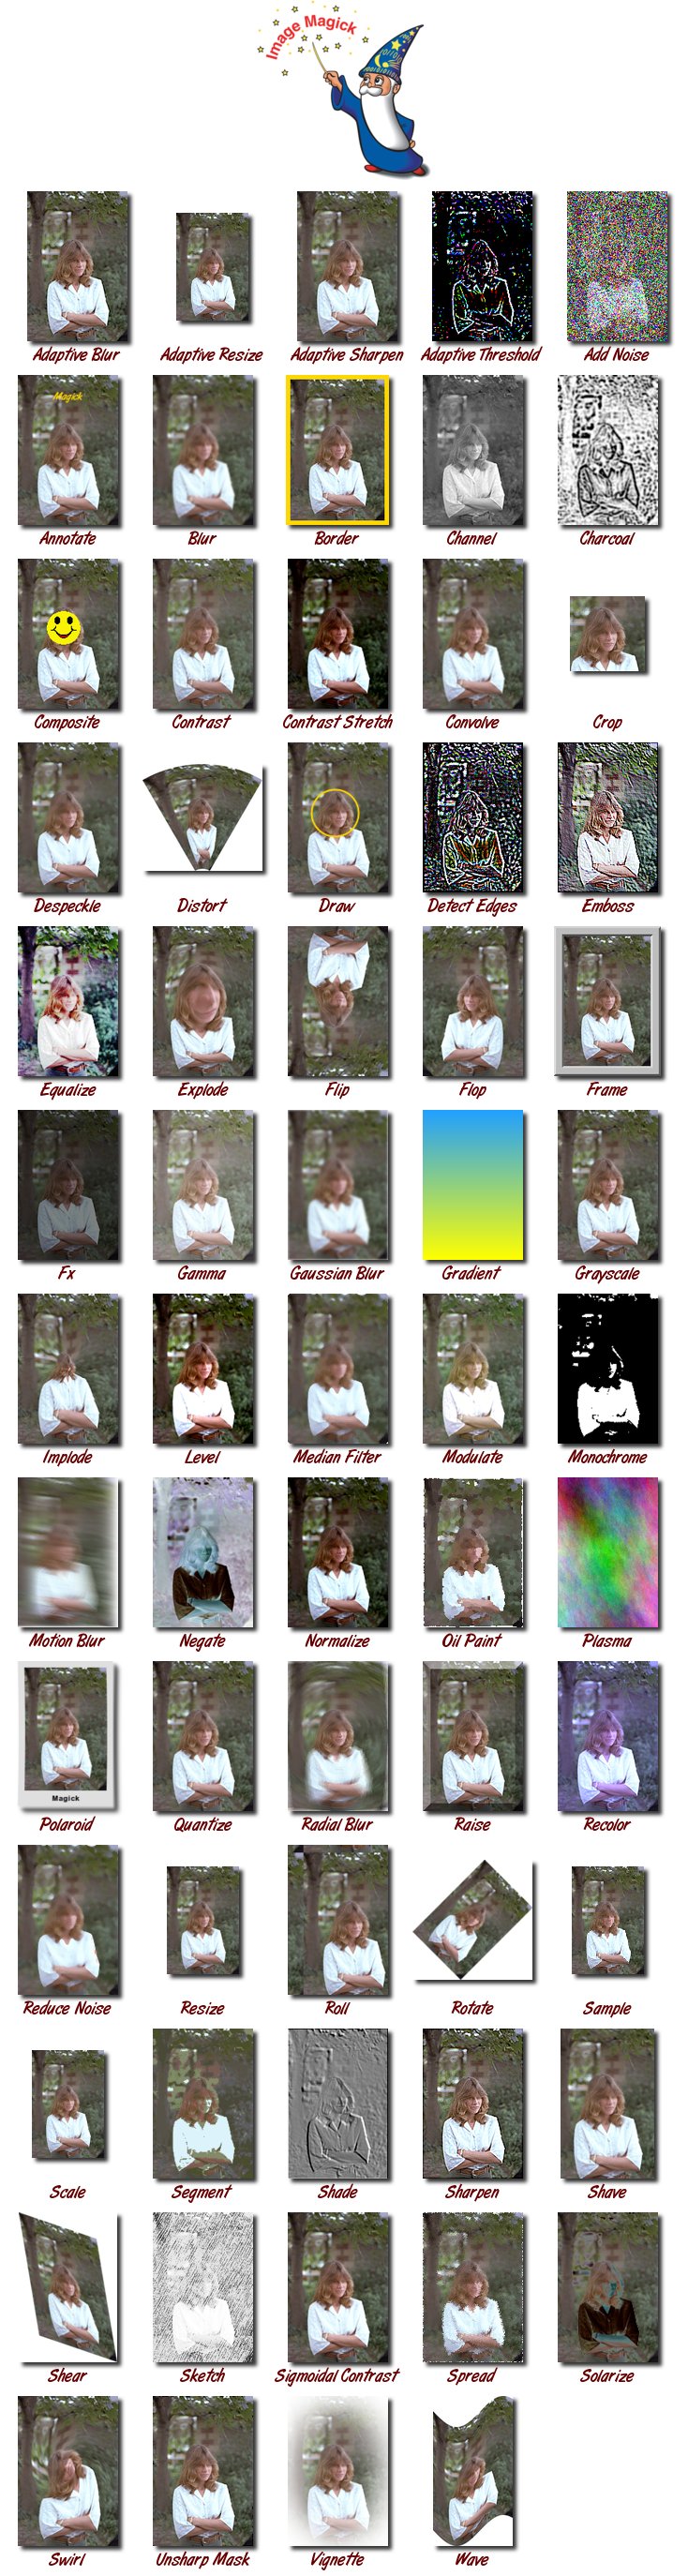 Image Magick
Adaptive Blur
Adaptive Resize
Adaptive Sharpen
Adaptive Threshold
Add Noise
Magick
Annotate
Blur
Border
Channel
Charcoal
Composite
Contrast
Contrast Stretch
Convolve
Crop
Despeckle
Distort
Draw
Detect Edges
Emboss
Equalize
Explode
Flip
Flop
Frame
Fx
Gamma
Gaussian Blur
Gradient
Grayscale
Implode
Level
Median Filter
Modulate
Monochrome
Motion Blur
Negate
Normalize
Oil Paint
Plasma
Magick
Polaroid
Quantize
Radial Blur
Raise
Recolor
Reduce Noise
Resize
Roll
Rotate
Sample
Scale
Segment
Shade
Sharpen
Shave
Shear
Sketch
Sigmoidal Contrast
Spread
Solarize
Swirl
Unsharp Mask
Vignette
Wave